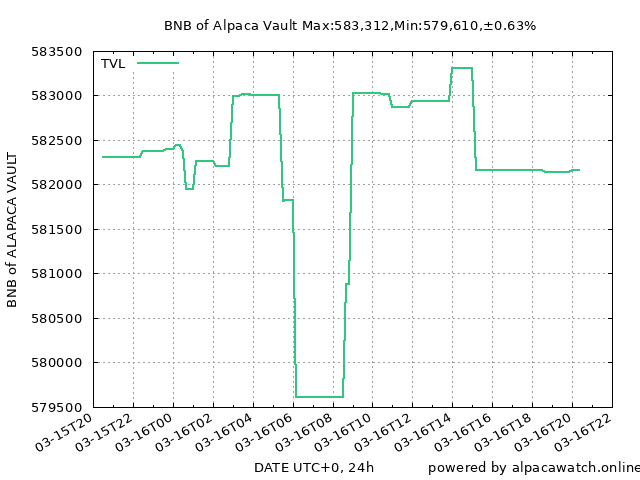 BNB of Alpaca Vault Max:583,312,Min:579,610,±0.63%
TVL
583500
583000
582500
582000
581500
581000
580500
580000
579500
BNB of ALAPACA VAULT
03-15T20
03-15T22
03-16T00
03-16T02
03-16T04
03-16T06
03-16T08
03-16T10
03-16T12
03-16T14
03-16T16
03-16T18
03-16T20
03-16T22
DATE UTC+0, 24h
powered by alpacawatch.online